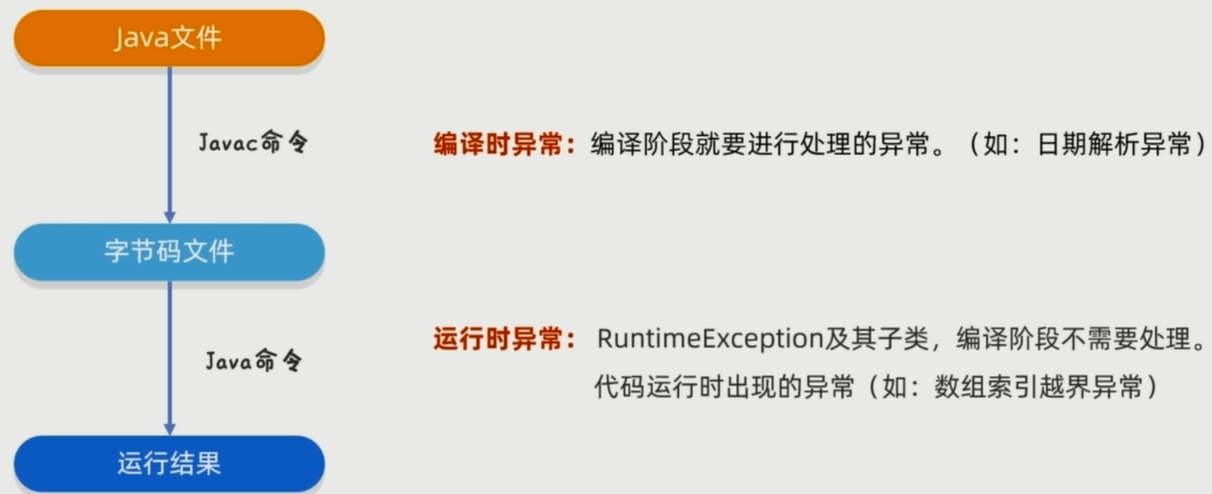 Java文件
Javac命令
编译时异常：编译阶段就要进行处理的异常。（如：日期解析异常）
字节码文件
运行时异常： RuntimeException及其子类，编译阶段不需要处理。
Java命令
代码运行时出现的异常（如：数组索引越界异常）
运行结果